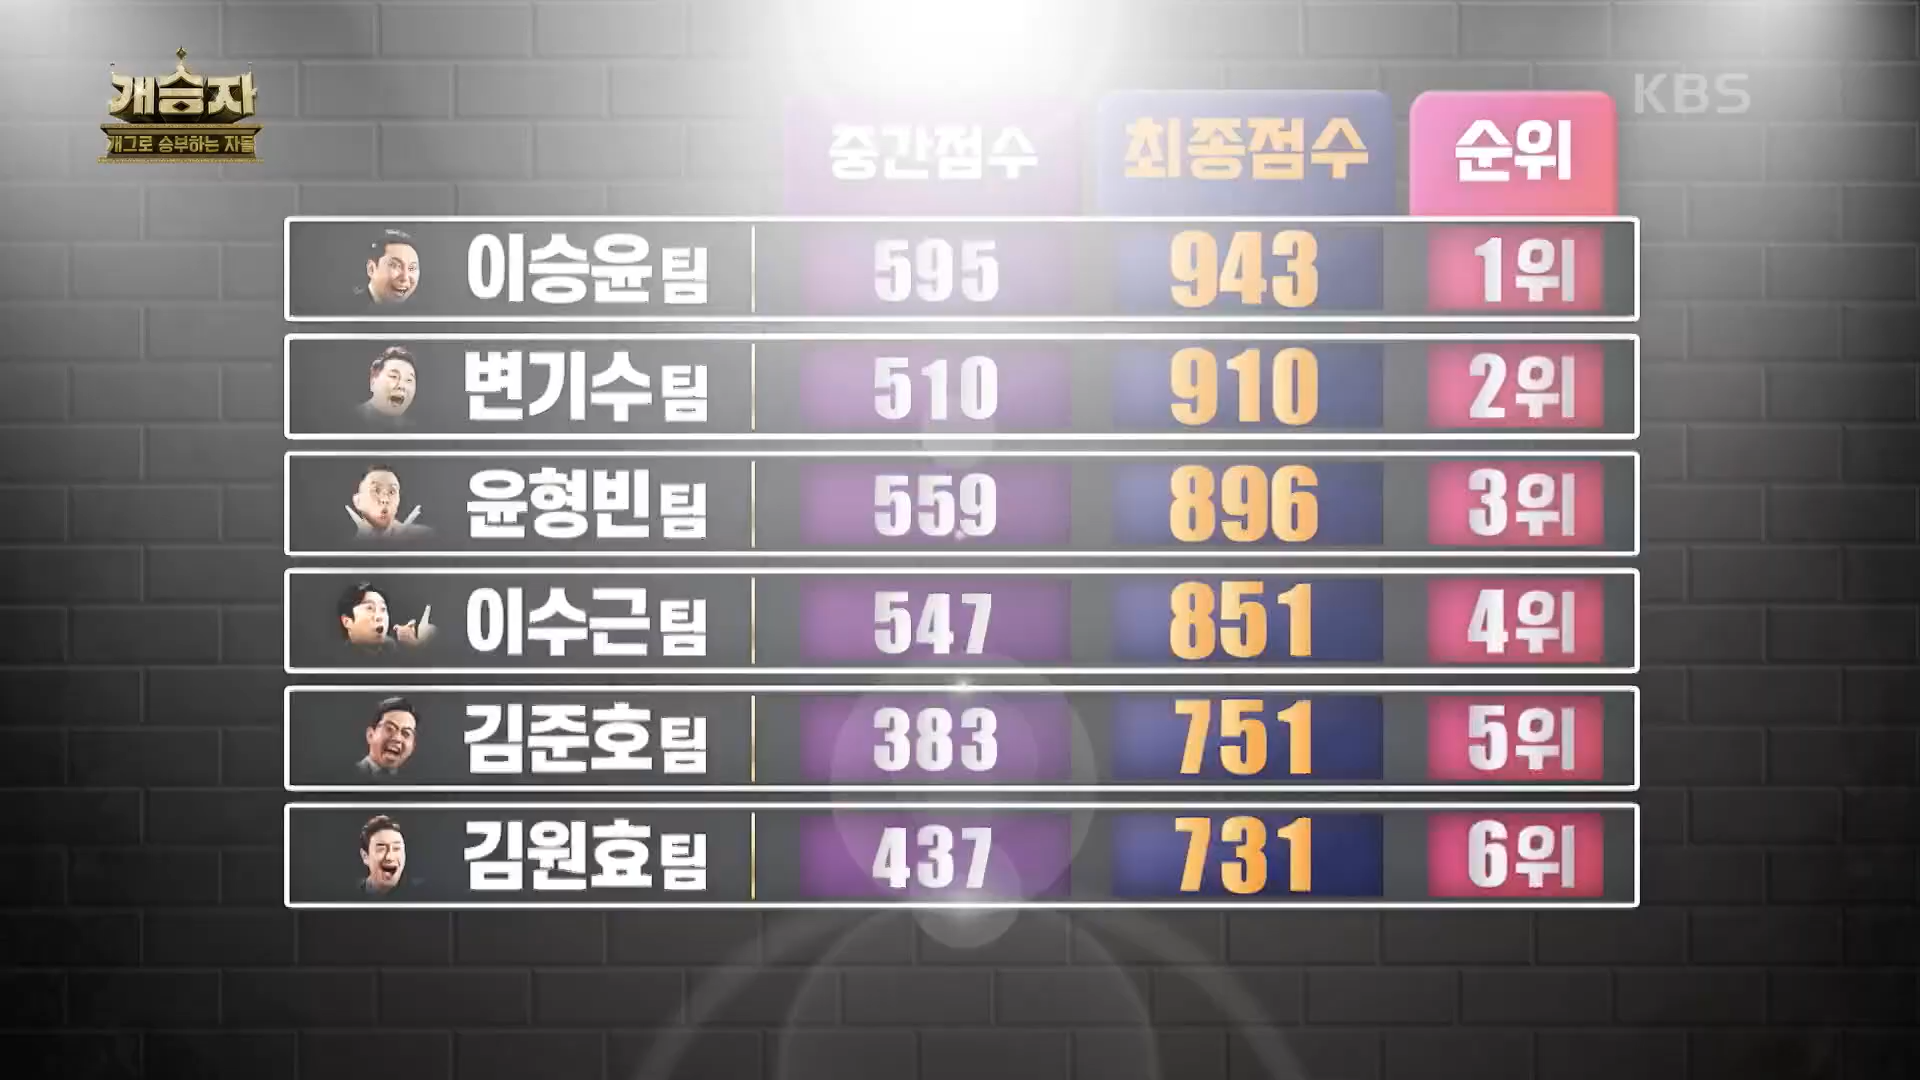 개승자
개그로 승부하는 자들
KBS
중간점수 최종점수 순위
이승윤팀 595 943 1위
변기수팀 510 910 2위
윤형빈팀 559 896 3위
이수근팀 547 851 4위
김준호팀 383 751 5위
김원효팀 437 731 6위